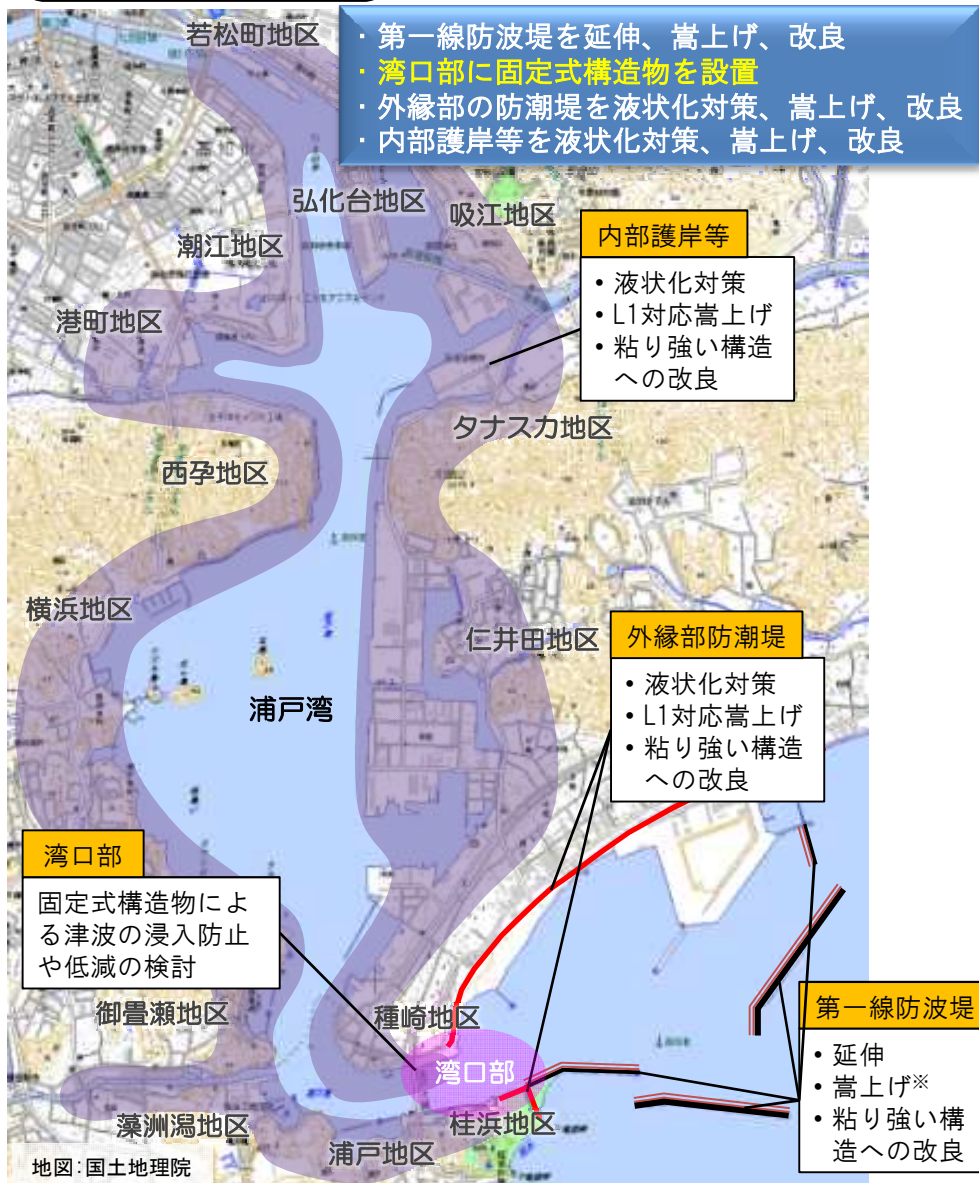 ・第一線防波堤を延伸、嵩上げ、改良
・湾口部に固定式構造物を設置
・外縁部の防潮堤を液状化対策、嵩上げ、改良
・内部護岸等を液状化対策、嵩上げ、改良
若松町地区
弘化台地区
吸江地区
潮江地区
港町地区
内部護岸等
• 液状化対策
• L1対応嵩上げ
• 粘り強い構造
への改良
タナスカ地区
西孕地区
横浜地区
仁井田地区
浦戸湾
外縁部防潮堤
• 液状化対策
• L1対応嵩上げ
• 粘り強い構造
への改良
湾口部
固定式構造物によ
る津波の浸入防止
や低減の検討
御畳瀬地区
種崎地区
湾口部
第一線防波堤
• 延伸
• 嵩上げ※
• 粘り強い構
造への改良
藻洲潟地区
浦戸地区
桂浜地区
地図：国土地理院